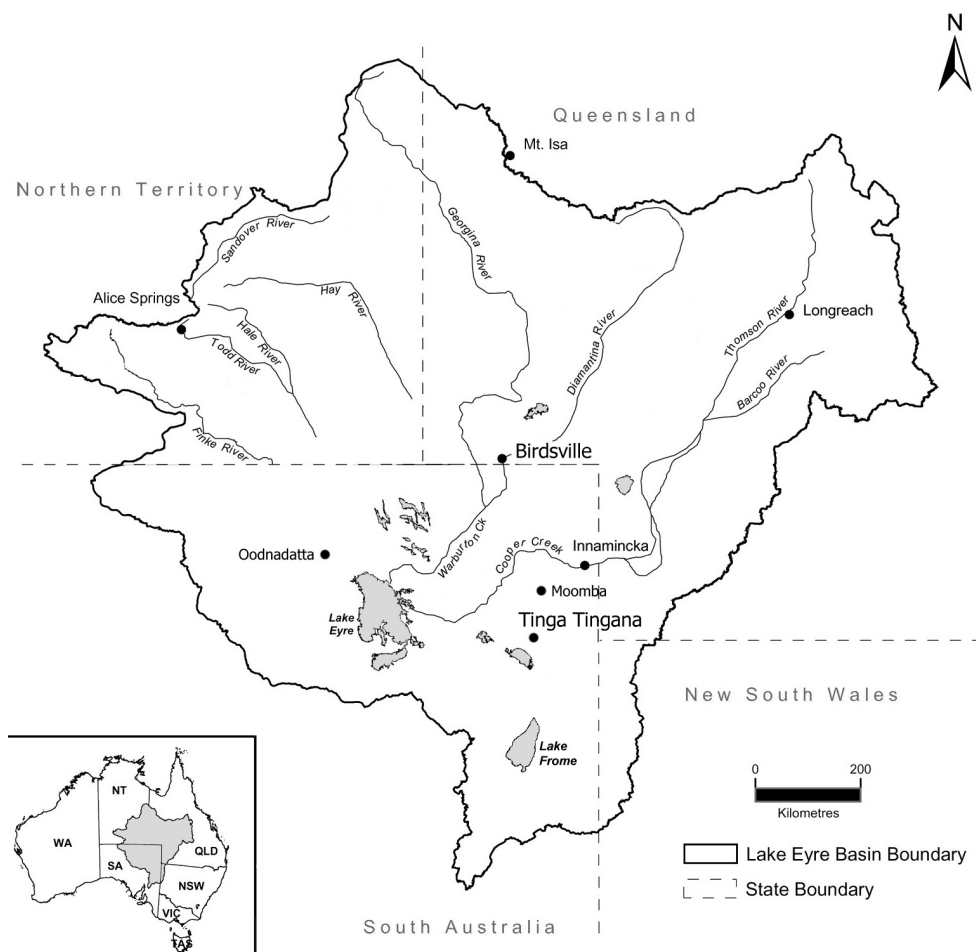 N
Queensland
Mt. Isa
Northern Territory
Sandover River
Georgina River
Alice Springs
Hay River
Hale River
Todd River
Diamantina River
Thomson River
Longreach
Barcoo River
Finke River
Birdsville
Oodnadatta
Warburton Ck
Cooper Creek
Innamincka
Moomba
Lake
Eyre
Tinga Tingana
New South Wales
Lake
Frome
0 200
Kilometres
NT
WA
QLD
SA
NSW
VIC
TAS
Lake Eyre Basin Boundary
State Boundary
South Australia